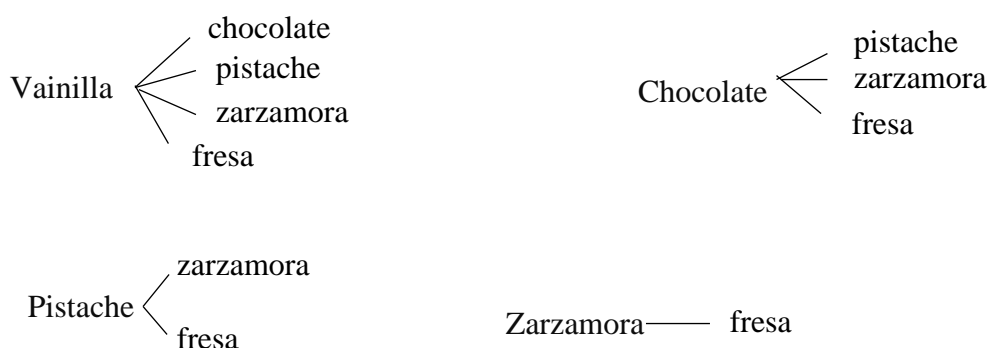 Vainilla
chocolate
pistache
zarzamora
fresa
Chocolate
pistache
zarzamora
fresa
Pistache
zarzamora
fresa
Zarzamora
fresa